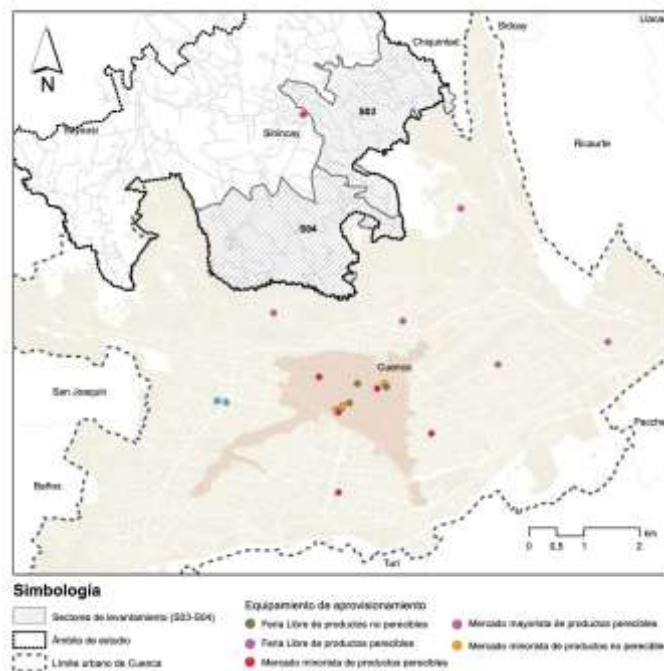 Sidcay
Chiquintad
Llacao
N
S03
Sayausí
Sinincay
Ricaurte
S04
Cuenca
San Joaquín
Paccha
Baños
Turi
km
0 0,5 1 2
Simbología
Sectores de levantamiento (S03-S04)
Ámbito de estudio
Límite urbano de Cuenca
Equipamiento de aprovisionamiento
Feria Libre de productos no perecibles
Feria Libre de productos perecibles
Mercado minorista de productos perecibles
Mercado mayorista de productos perecibles
Mercado minorista de productos no perecibles